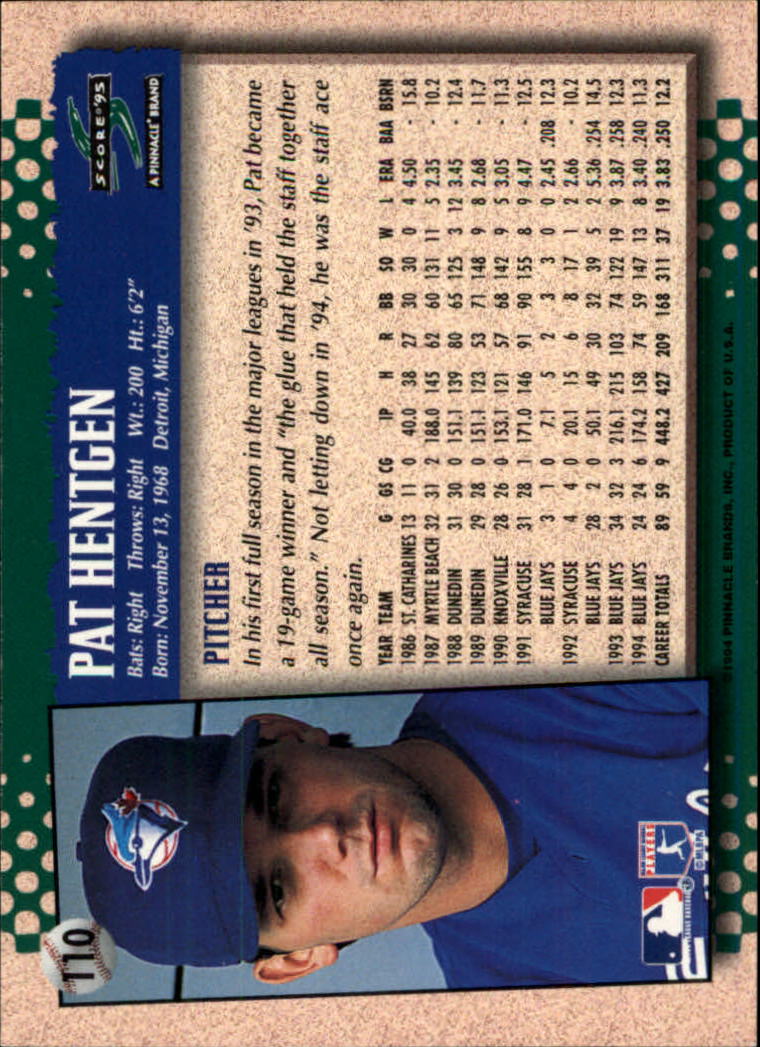 110
PAT HENTGEN
Bats: Right Throws: Right Wt.: 200 Ht.: 6'2"
Born: November 13, 1968 Detroit, Michigan
SCORE '95
A PINNACLE® BRAND
PITCHER
In his first full season in the major leagues in '93, Pat became
a 19-game winner and "the glue that held the staff together
all season." Not letting down in '94, he was the staff ace
once again.
YEAR TEAM G GS CG IP H R BB SO W L ERA BAA BSRN
1986 ST. CATHARINES 13 11 0 40.0 38 27 30 30 0 4 4.50 - 15.8
1987 MYRTLE BEACH 32 31 2 188.0 145 62 60 131 11 5 2.35 - 10.2
1988 DUNEDIN 31 30 0 151.1 139 80 65 125 3 12 3.45 - 12.4
1989 DUNEDIN 29 28 0 151.1 123 53 71 148 9 8 2.68 - 11.7
1990 KNOXVILLE 28 26 0 153.1 121 57 68 142 9 5 3.05 - 11.3
1991 SYRACUSE 31 28 1 171.0 146 91 90 155 8 9 4.47 - 12.5
BLUE JAYS 3 1 0 7.1 5 2 3 3 0 0 2.45 .208 12.3
1992 SYRACUSE 4 4 0 20.1 15 6 8 17 1 2 2.66 - 10.2
BLUE JAYS 28 2 0 50.1 49 30 32 39 5 2 5.36 .254 14.5
1993 BLUE JAYS 34 32 3 216.1 215 103 74 122 19 9 3.87 .258 12.3
1994 BLUE JAYS 24 24 6 174.2 158 74 59 147 13 8 3.40 .240 11.3
CAREER TOTALS 89 59 9 448.2 427 209 168 311 37 19 3.83 .250 12.2
PLAYERS
©MLBPA
©1994 PINNACLE BRANDS, INC., PRODUCT OF U.S.A.